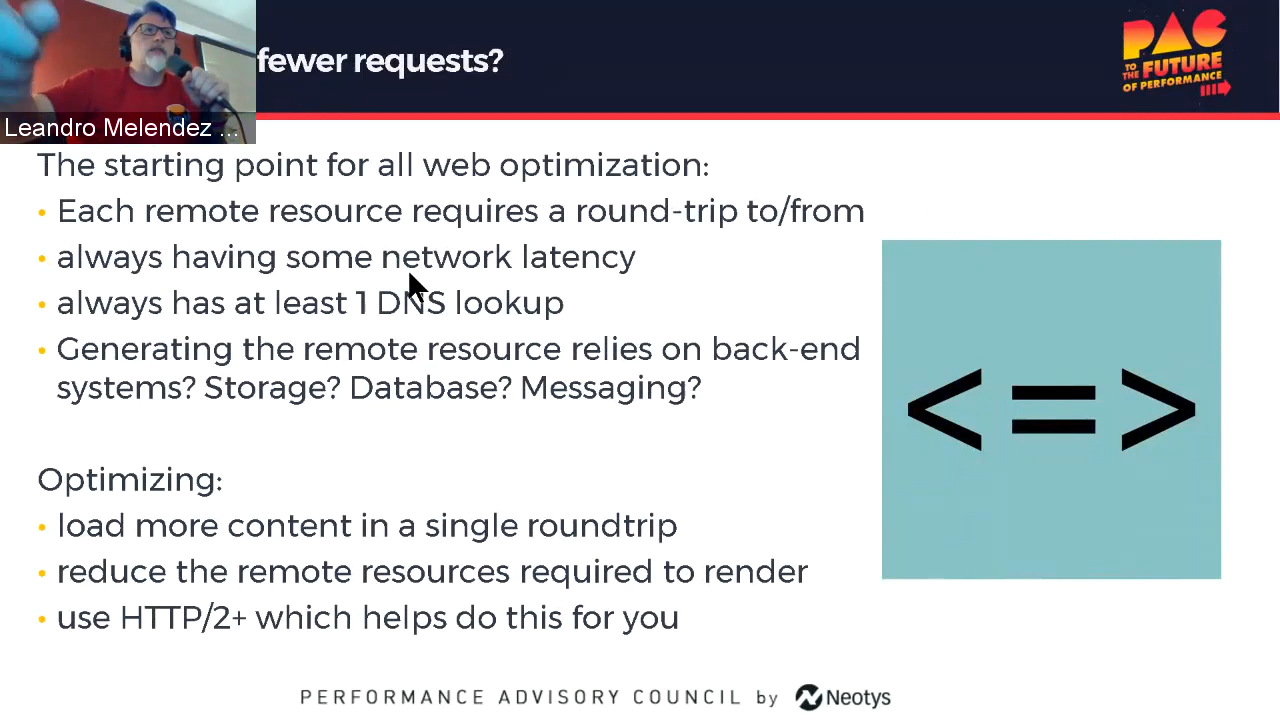 fewer requests?
PAC
TO THE FUTURE
OF PERFORMANCE
Leandro Melendez ...
The starting point for all web optimization:
• Each remote resource requires a round-trip to/from
• always having some network latency
• always has at least 1 DNS lookup
• Generating the remote resource relies on back-end
systems? Storage? Database? Messaging?
<=>
Optimizing:
• load more content in a single roundtrip
• reduce the remote resources required to render
• use HTTP/2+ which helps do this for you
PERFORMANCE ADVISORY COUNCIL by Neotys